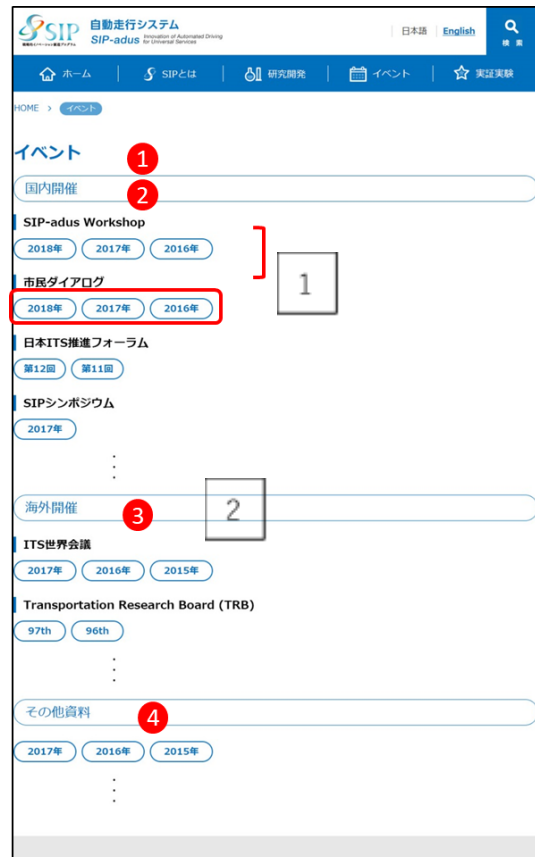 SIP 自動走行システム
SIP-adus Innovation of Automated Driving for Universal Services
日本語 English 検索
ホーム SIPとは 研究開発 イベント 実証実験
HOME > イベント
イベント
1
国内開催 2
SIP-adus Workshop
2018年 2017年 2016年
1
市民ダイアログ
2018年 2017年 2016年
日本ITS推進フォーラム
第12回 第11回
SIPシンポジウム
2017年
海外開催 3
2
ITS世界会議
2017年 2016年 2015年
Transportation Research Board (TRB)
97th 96th
その他資料 4
2017年 2016年 2015年